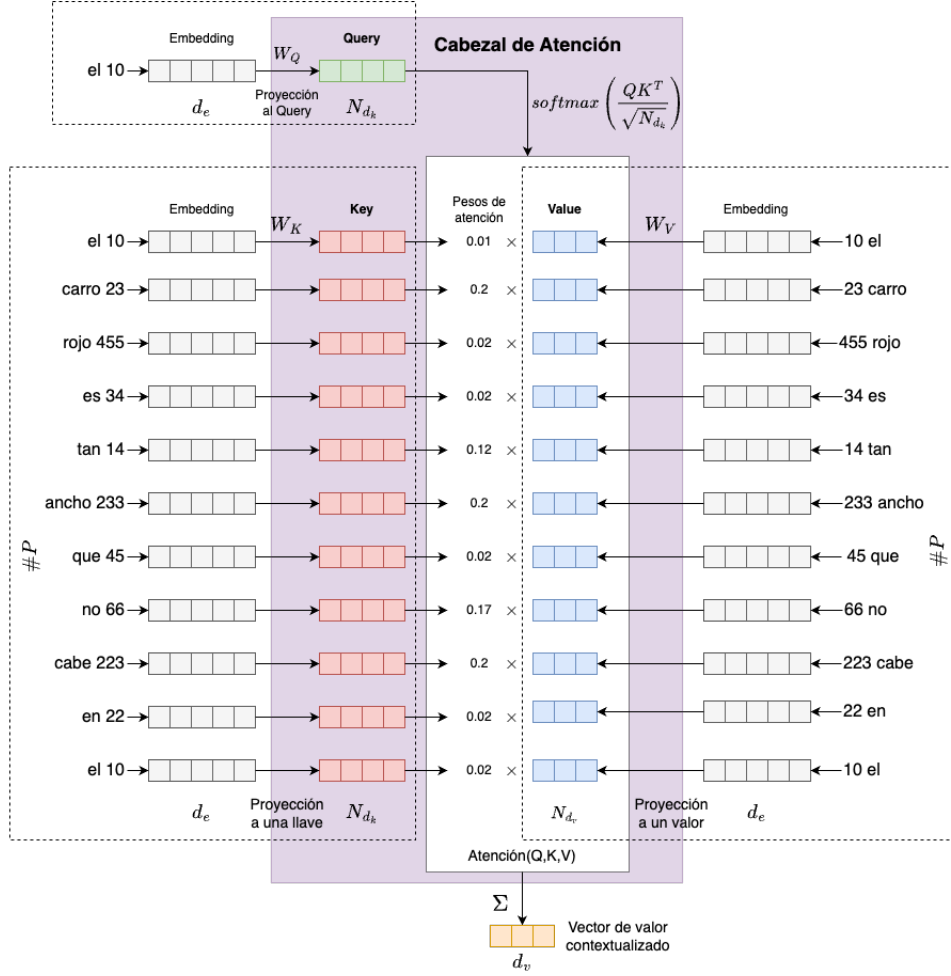 Cabezal de Atención
Embedding
Query
el 10
W_Q
d_e
Proyección
al Query
N_{d_k}
softmax(QK^T/√N_{d_k})
Embedding
W_K
Key
Pesos de
atención
Value
W_V
Embedding
el 10
0.01 ×
10 el
carro 23
0.2 ×
23 carro
rojo 455
0.02 ×
455 rojo
es 34
0.02 ×
34 es
tan 14
0.12 ×
14 tan
ancho 233
0.2 ×
233 ancho
#P
que 45
0.02 ×
45 que
#P
no 66
0.17 ×
66 no
cabe 223
0.2 ×
223 cabe
en 22
0.02 ×
22 en
el 10
0.02 ×
10 el
d_e
Proyección
a una llave
N_{d_k}
N_{d_v}
Proyección
a un valor
d_e
Atención(Q,K,V)
Σ
Vector de valor
contextualizado
d_v